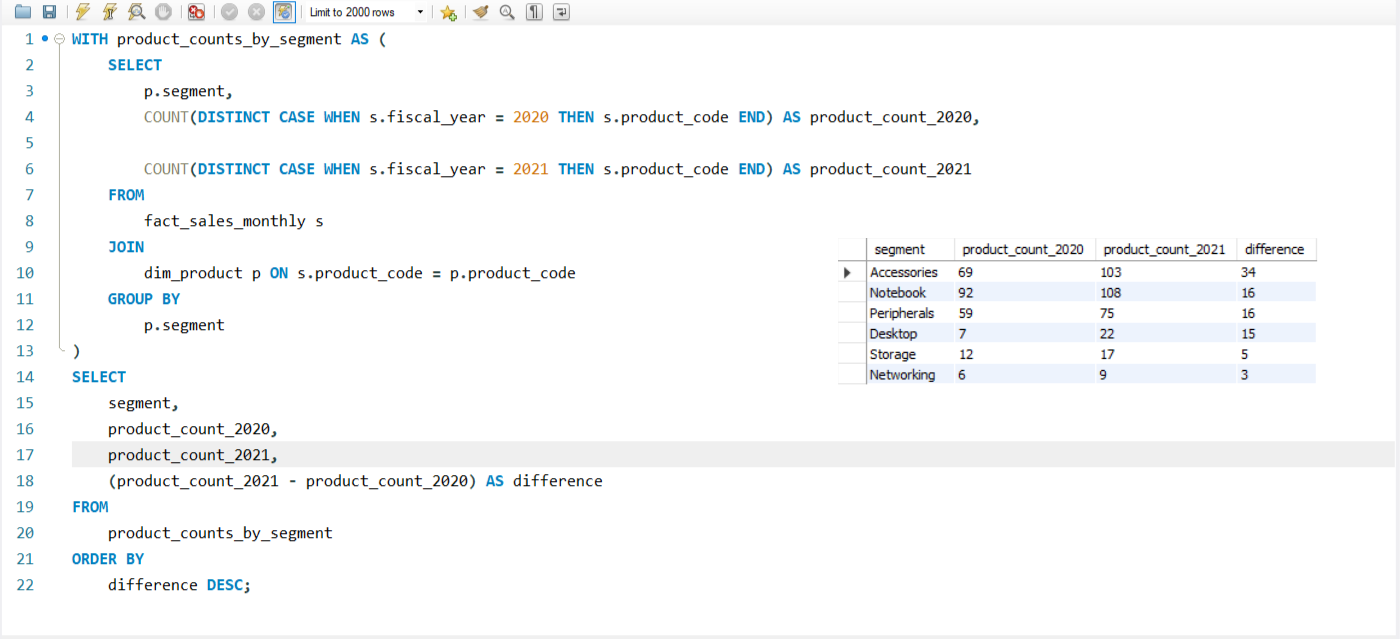 Limit to 2000 rows
1 WITH product_counts_by_segment AS (
2 SELECT
3 p.segment,
4 COUNT(DISTINCT CASE WHEN s.fiscal_year = 2020 THEN s.product_code END) AS product_count_2020,
5
6 COUNT(DISTINCT CASE WHEN s.fiscal_year = 2021 THEN s.product_code END) AS product_count_2021
7 FROM
8 fact_sales_monthly s
9 JOIN
10 dim_product p ON s.product_code = p.product_code
11 GROUP BY
12 p.segment
13 )
14 SELECT
15 segment,
16 product_count_2020,
17 product_count_2021,
18 (product_count_2021 - product_count_2020) AS difference
19 FROM
20 product_counts_by_segment
21 ORDER BY
22 difference DESC;
segment product_count_2020 product_count_2021 difference
Accessories 69 103 34
Notebook 92 108 16
Peripherals 59 75 16
Desktop 7 22 15
Storage 12 17 5
Networking 6 9 3